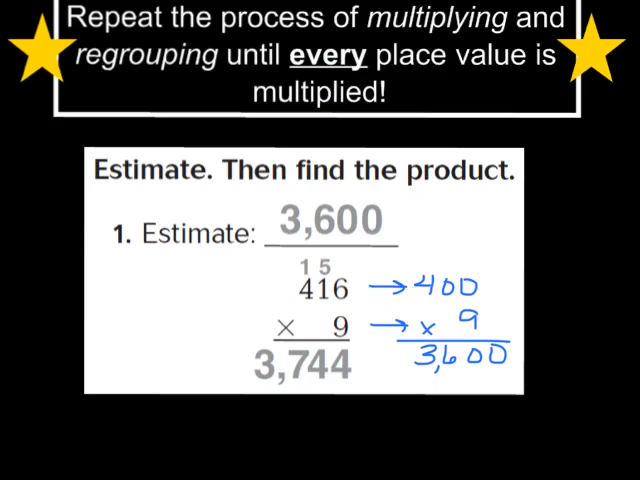 Repeat the process of multiplying and
regrouping until every place value is
multiplied!
Estimate. Then find the product.
1. Estimate: 3,600
1 5
416 → 400
× 9 → × 9
3,744 3,600